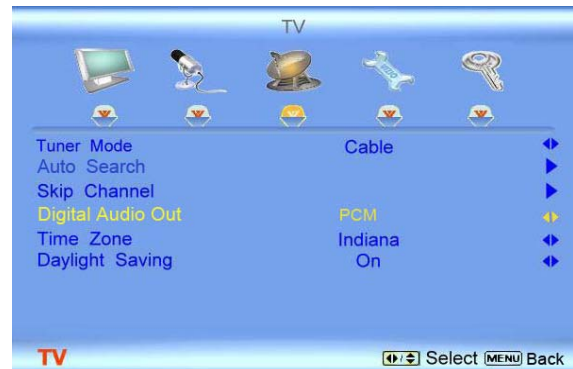 TV
Tuner Mode Cable
Auto Search
Skip Channel
Digital Audio Out PCM
Time Zone Indiana
Daylight Saving On
TV Select MENU Back